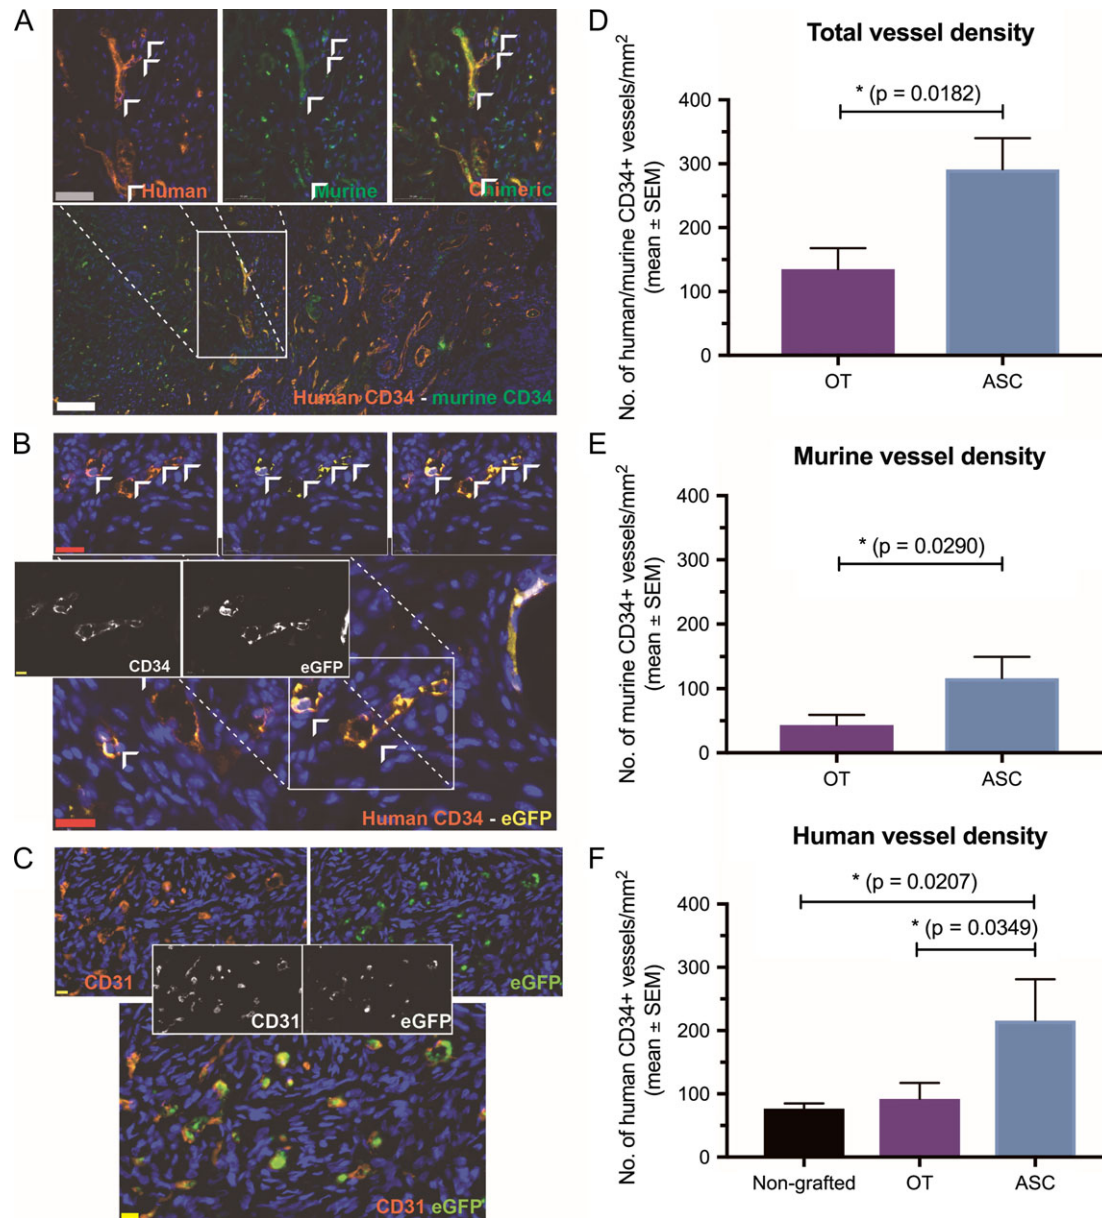 A
Human
Murine
Chimeric
Human CD34 - murine CD34
B
CD34
eGFP
Human CD34 - eGFP
C
CD31
eGFP
CD31
eGFP
CD31 eGFP
D
Total vessel density
No. of human/murine CD34+ vessels/mm²
(mean ± SEM)
400
300
200
100
0
* (p = 0.0182)
OT
ASC
E
Murine vessel density
No. of murine CD34+ vessels/mm²
(mean ± SEM)
400
300
200
100
0
* (p = 0.0290)
OT
ASC
F
Human vessel density
No. of human CD34+ vessels/mm²
(mean ± SEM)
400
300
200
100
0
* (p = 0.0207)
* (p = 0.0349)
Non-grafted
OT
ASC